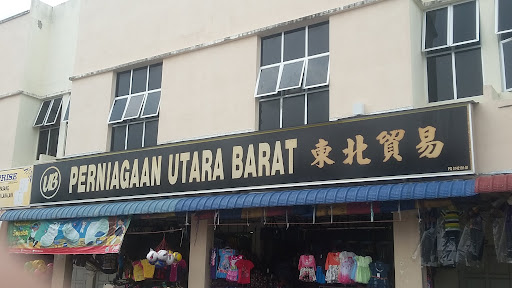 UB PERNIAGAAN UTARA BARAT 東北貿易